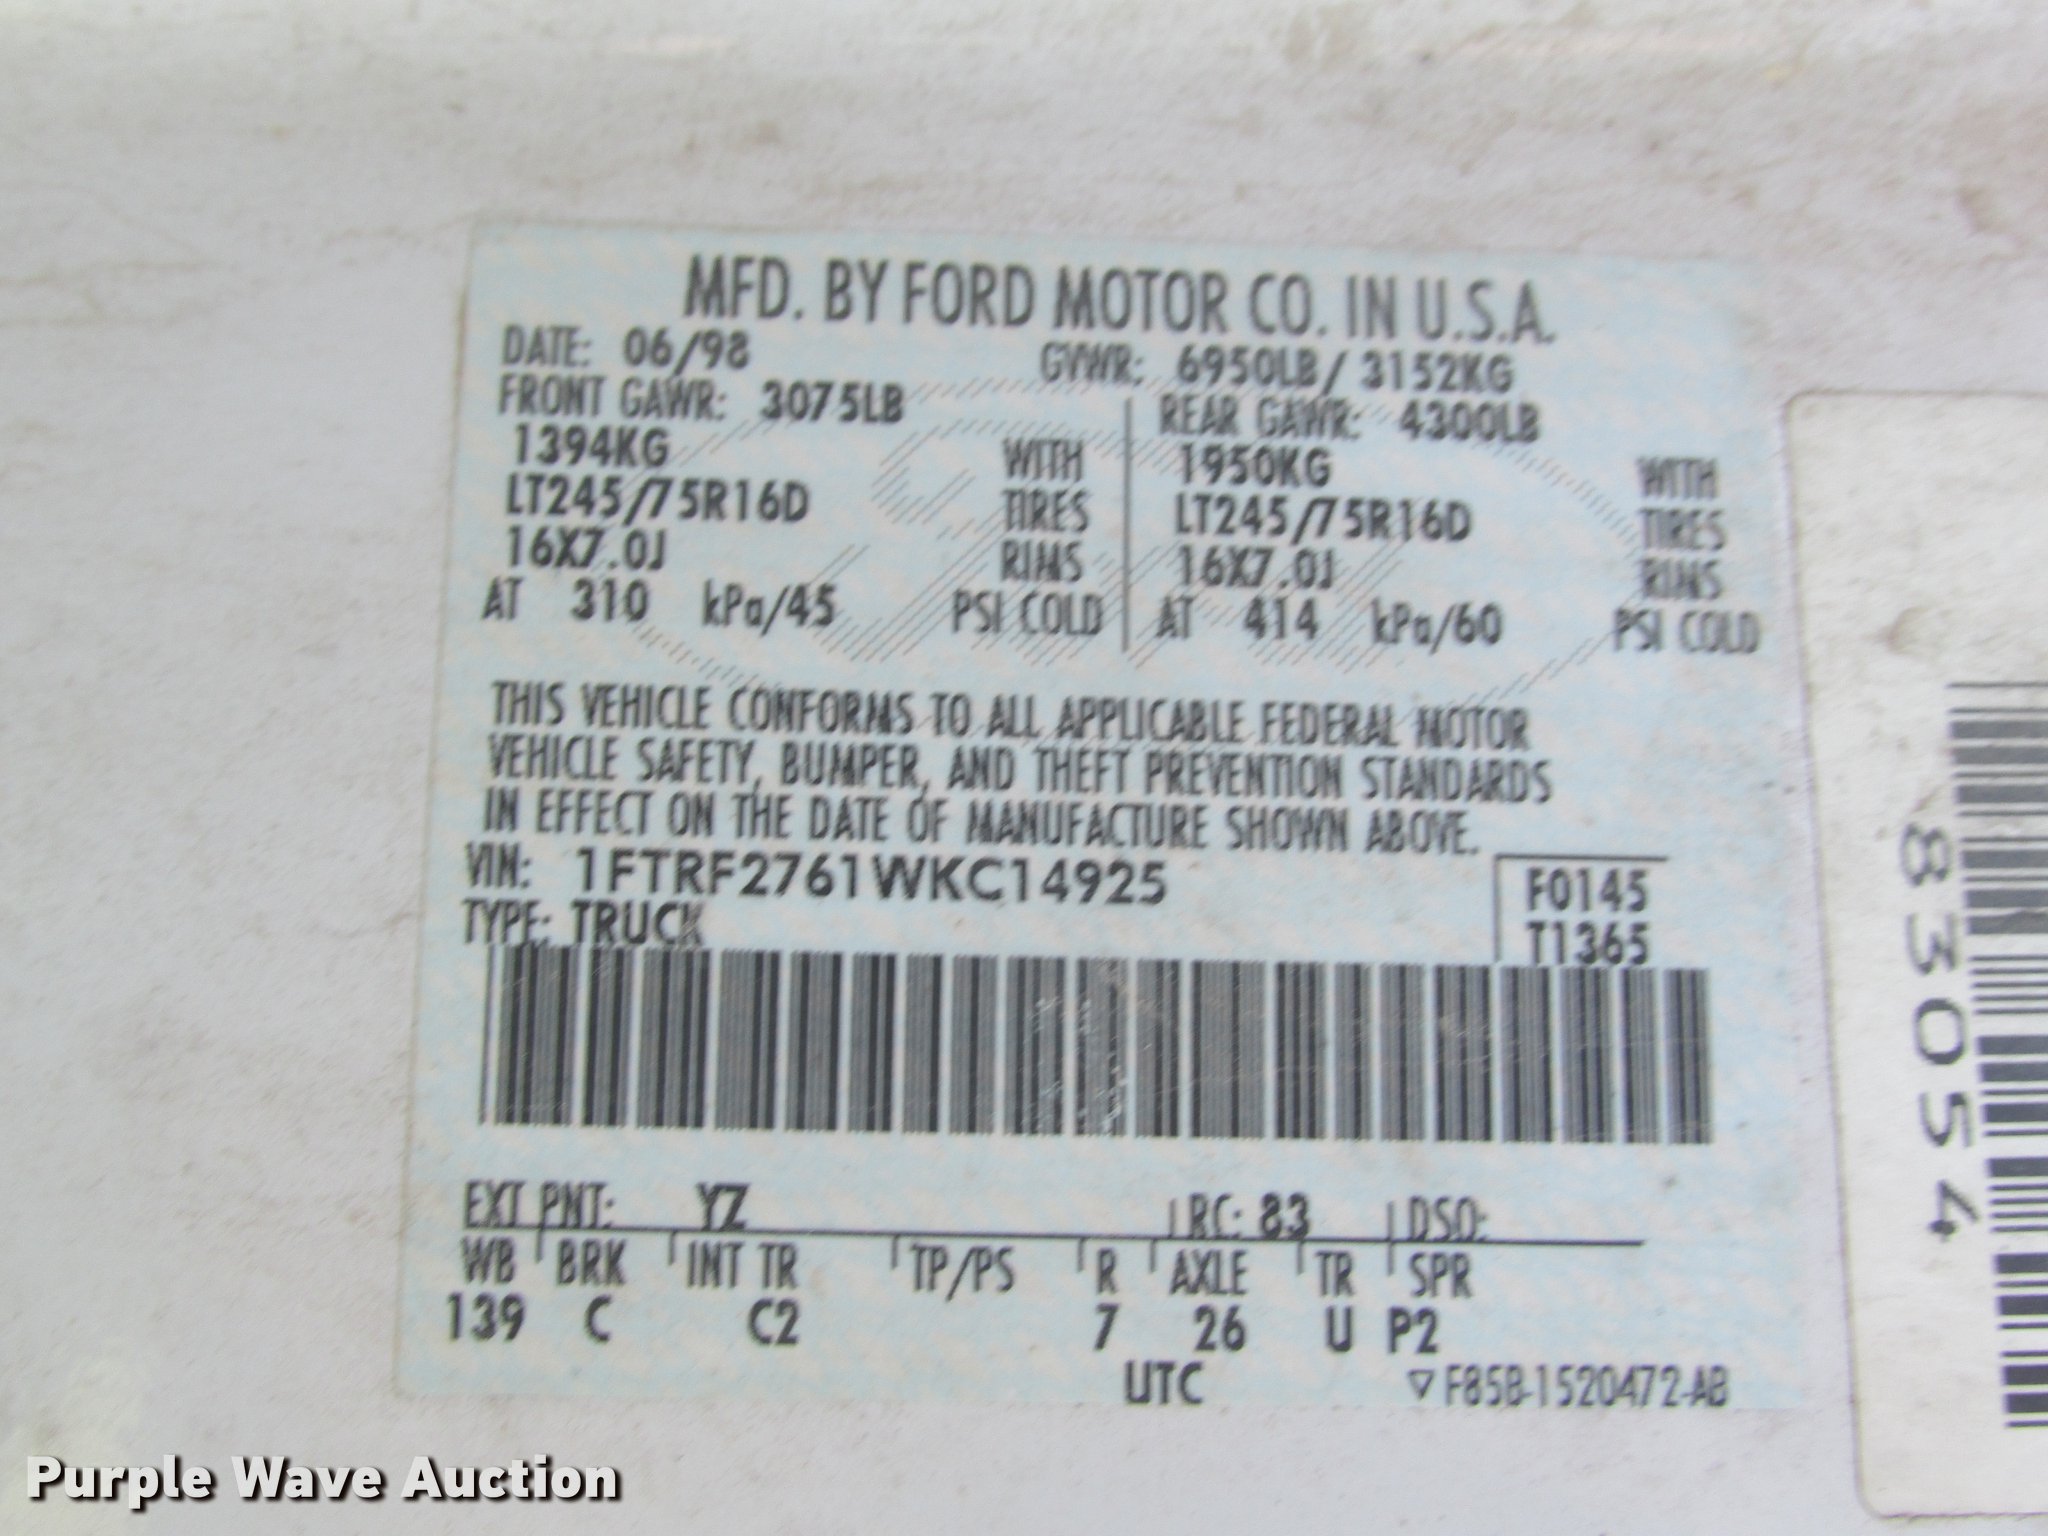 MFD. BY FORD MOTOR CO. IN U.S.A.
DATE: 06/98 GVWR: 6950LB/ 3152KG
FRONT GAWR: 3075LB REAR GAWR: 4300LB
1394KG WITH 1950KG WITH
LT245/75R16D TIRES LT245/75R16D TIRES
16X7.0J RIMS 16X7.0J RIMS
AT 310 kPa/45 PSI COLD AT 414 kPa/60 PSI COLD
THIS VEHICLE CONFORMS TO ALL APPLICABLE FEDERAL MOTOR
VEHICLE SAFETY, BUMPER, AND THEFT PREVENTION STANDARDS
IN EFFECT ON THE DATE OF MANUFACTURE SHOWN ABOVE.
VIN: 1FTRF2761WKC14925 F0145
TYPE: TRUCK T1365
EXT PNT: YZ RC: 83 DSO:
WB BRK INT TR TP/PS R AXLE TR SPR
139 C C2 7 26 U P2
UTC F85B-1520472-AB
83054
Purple Wave Auction